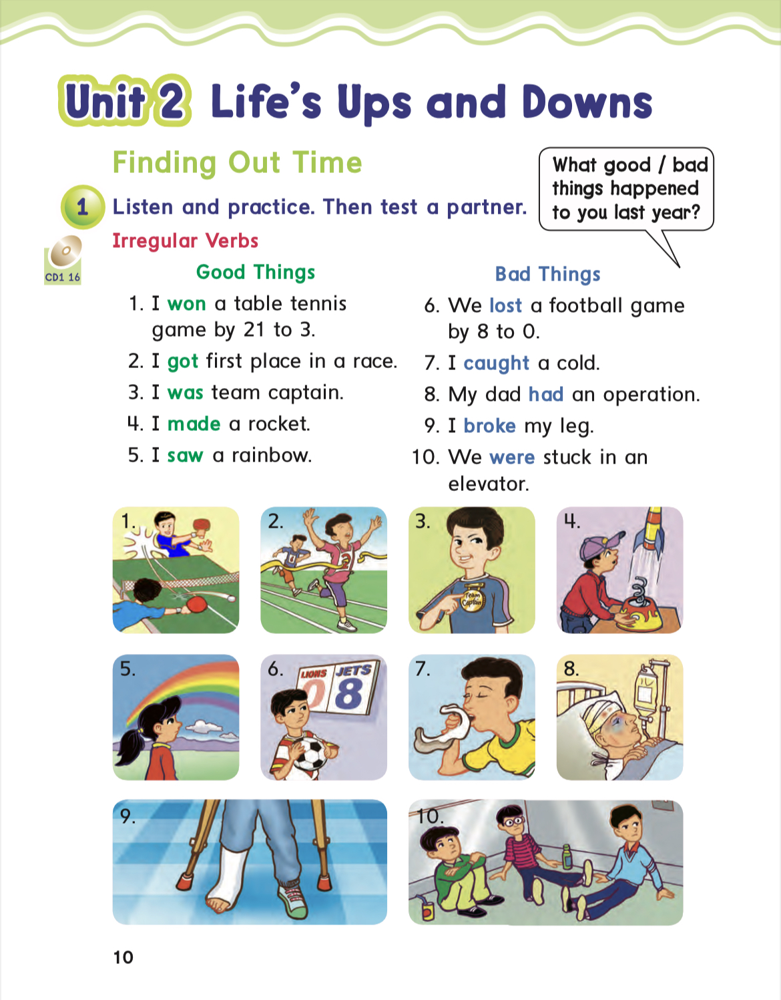 Unit 2 Life's Ups and Downs
Finding Out Time
What good / bad
things happened
to you last year?
1 Listen and practice. Then test a partner.
CD1 16
Irregular Verbs
Good Things
1. I won a table tennis
game by 21 to 3.
2. I got first place in a race.
3. I was team captain.
4. I made a rocket.
5. I saw a rainbow.
Bad Things
6. We lost a football game
by 8 to 0.
7. I caught a cold.
8. My dad had an operation.
9. I broke my leg.
10. We were stuck in an
elevator.
1.
2.
2
3.
Team
Captain
4.
5.
6.
LIONS JETS
0 8
7.
8.
IV
9.
10.
10